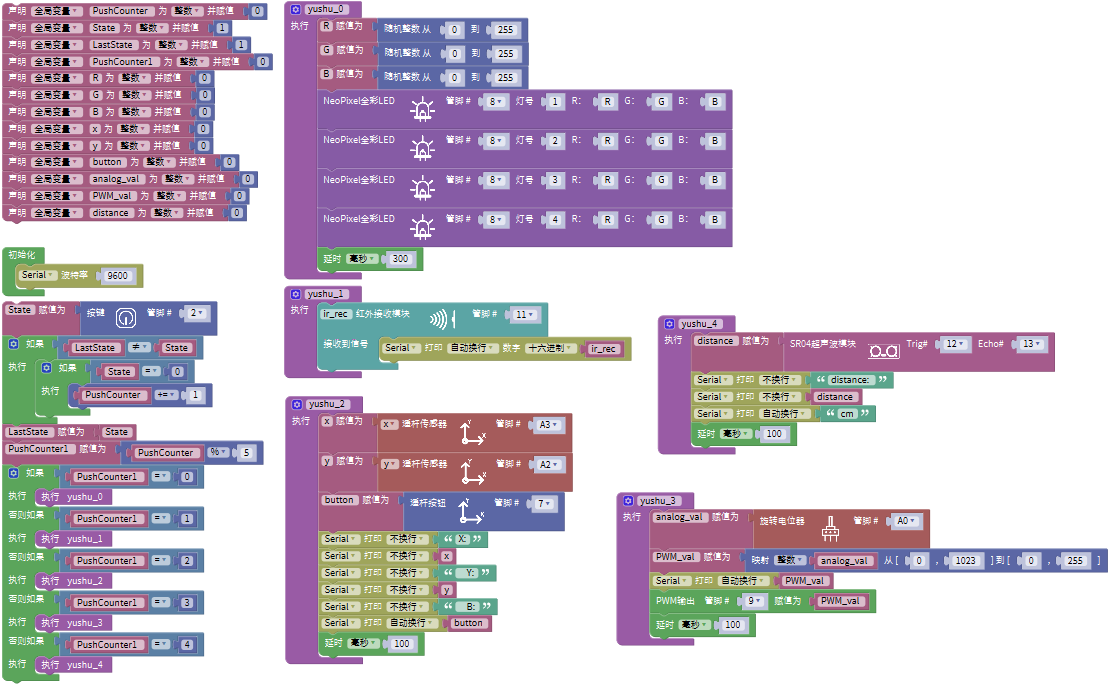 声明 全局变量 PushCounter 为 整数 并赋值 0
声明 全局变量 State 为 整数 并赋值 1
声明 全局变量 LastState 为 整数 并赋值 1
声明 全局变量 PushCounter1 为 整数 并赋值 0
声明 全局变量 R 为 整数 并赋值 0
声明 全局变量 G 为 整数 并赋值 0
声明 全局变量 B 为 整数 并赋值 0
声明 全局变量 x 为 整数 并赋值 0
声明 全局变量 y 为 整数 并赋值 0
声明 全局变量 button 为 整数 并赋值 0
声明 全局变量 analog_val 为 整数 并赋值 0
声明 全局变量 PWM_val 为 整数 并赋值 0
声明 全局变量 distance 为 整数 并赋值 0
初始化
Serial 波特率 9600
State 赋值为 按键 管脚 # 2
如果 LastState ≠ State
执行 如果 State = 0
执行 PushCounter += 1
LastState 赋值为 State
PushCounter1 赋值为 PushCounter % 5
如果 PushCounter1 = 0
执行 执行 yushu_0
否则如果 PushCounter1 = 1
执行 执行 yushu_1
否则如果 PushCounter1 = 2
执行 执行 yushu_2
否则如果 PushCounter1 = 3
执行 执行 yushu_3
否则如果 PushCounter1 = 4
执行 执行 yushu_4
yushu_0
执行 R 赋值为 随机整数 从 0 到 255
G 赋值为 随机整数 从 0 到 255
B 赋值为 随机整数 从 0 到 255
NeoPixel全彩LED 管脚 # 8 灯号 1 R: R G: G B: B
NeoPixel全彩LED 管脚 # 8 灯号 2 R: R G: G B: B
NeoPixel全彩LED 管脚 # 8 灯号 3 R: R G: G B: B
NeoPixel全彩LED 管脚 # 8 灯号 4 R: R G: G B: B
延时 毫秒 300
yushu_1
执行 ir_rec 红外接收模块 管脚 # 11
接收到信号 Serial 打印 自动换行 数字 十六进制 ir_rec
yushu_2
执行 x 赋值为 x 遥杆传感器 管脚 # A3
y 赋值为 y 遥杆传感器 管脚 # A2
button 赋值为 遥杆按钮 管脚 # 7
Serial 打印 不换行 “ X: ”
Serial 打印 不换行 x
Serial 打印 不换行 “ Y: ”
Serial 打印 不换行 y
Serial 打印 不换行 “ B: ”
Serial 打印 自动换行 button
延时 毫秒 100
yushu_4
执行 distance 赋值为 SR04超声波模块 Trig# 12 Echo# 13
Serial 打印 不换行 “ distance: ”
Serial 打印 不换行 distance
Serial 打印 自动换行 “ cm ”
延时 毫秒 100
yushu_3
执行 analog_val 赋值为 旋转电位器 管脚 # A0
PWM_val 赋值为 映射 整数 analog_val 从 [ 0 , 1023 ] 到 [ 0 , 255 ]
Serial 打印 自动换行 PWM_val
PWM输出 管脚 # 9 赋值为 PWM_val
延时 毫秒 100